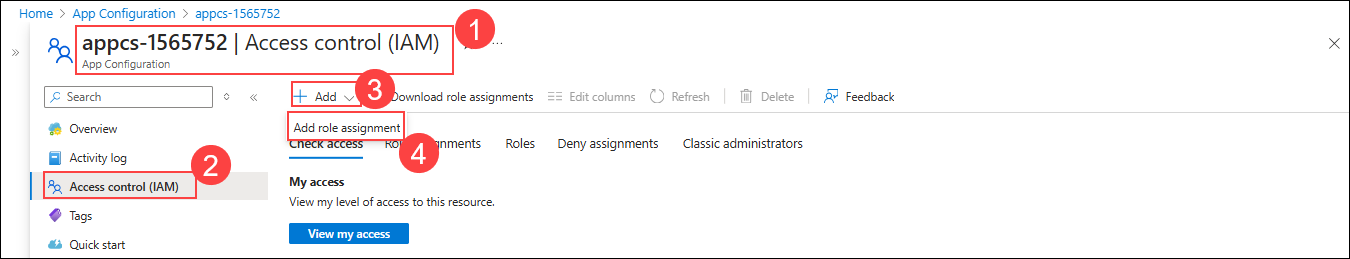 Home > App Configuration > appcs-1565752
appcs-1565752 | Access control (IAM) ...
1
App Configuration
Search
Add
3
Download role assignments
Edit columns
Refresh
Delete
Feedback
Overview
Add role assignment
4
Activity log
Check access
Roles
Deny assignments
Classic administrators
2
Access control (IAM)
My access
View my level of access to this resource.
Tags
View my access
Quick start